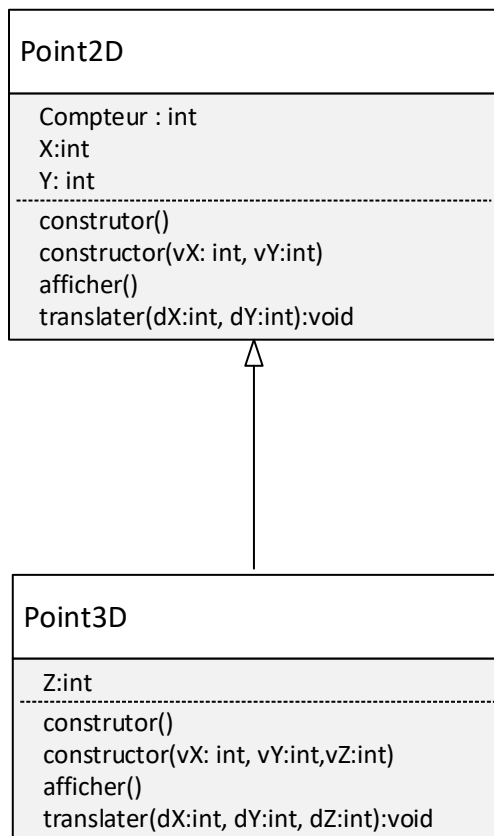 Point2D
Compteur : int
X:int
Y: int
construtor()
constructor(vX: int, vY:int)
afficher()
translater(dX:int, dY:int):void
Point3D
Z:int
construtor()
constructor(vX: int, vY:int,vZ:int)
afficher()
translater(dX:int, dY:int, dZ:int):void